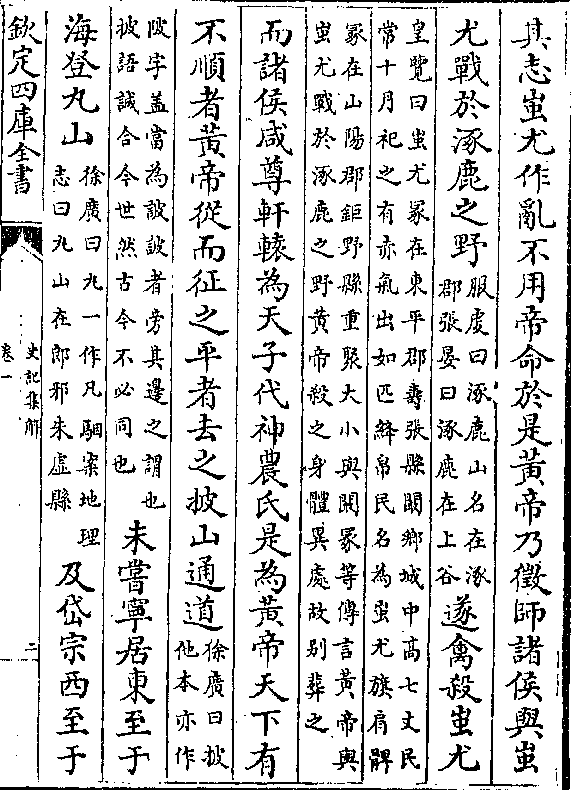 其志蚩尤作亂不用帝命於是黃帝乃徵師諸侯與蚩
尤戰於涿鹿之野
服虔曰涿鹿山名在涿
郡張晏曰涿鹿在上谷
遂禽殺蚩尤
皇覽曰蚩尤冢在東平郡壽張縣闞鄉城中高七丈民
常十月祀之有赤氣出如匹絳帛民名為蚩尤旗肩髀
冢在山陽郡鉅野縣重聚大小與闞冢等傳言黃帝與
蚩尤戰於涿鹿之野黃帝殺之身體異處故别葬之
而諸侯咸尊軒轅為天子代神農氏是為黃帝天下有
不順者黃帝從而征之平者去之披山通道
徐廣曰披
他本亦作
陂字蓋當為詖詖者旁其邊之謂也
披語誠合今世然古今不必同也
未嘗寧居東至于
海登丸山
徐廣曰丸一作凡駰案地理
志曰丸山在郎邪朱虛縣
及岱宗西至于
欽定四庫全書
史記集解
卷一
二